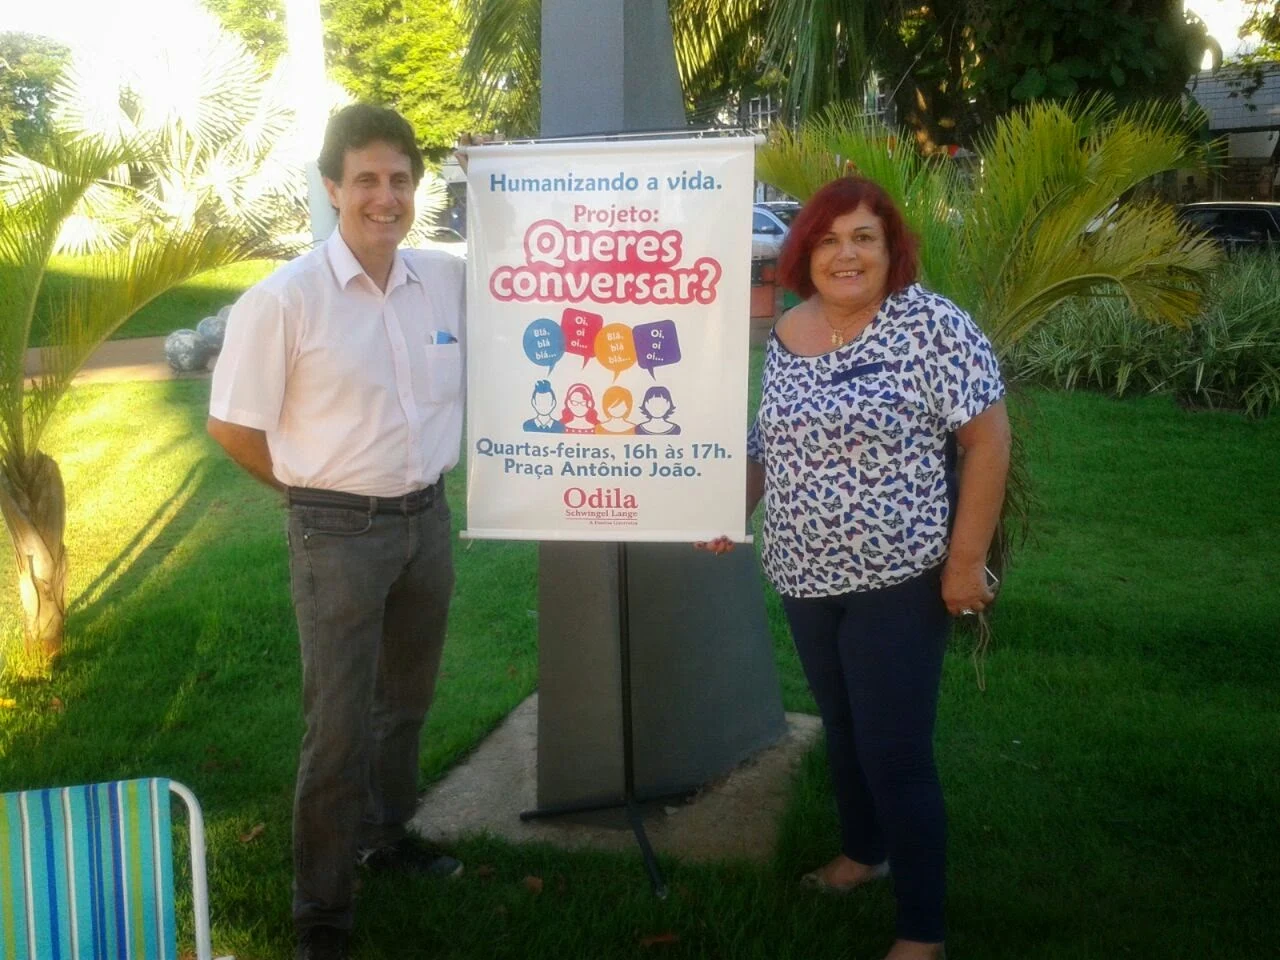 Humanizando a vida.
Projeto:
Queres
conversar?
Blá, blá blá...
Oi, oi oi...
Blá, blá blá...
Oi, oi oi...
Quartas-feiras, 16h às 17h.
Praça Antônio João.
Odila
Schwingel Lange